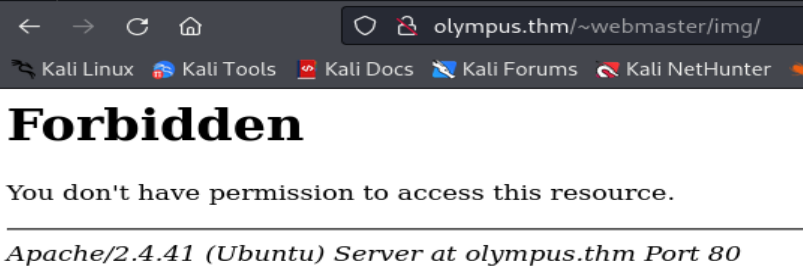 olympus.thm/~webmaster/img/
Kali Linux Kali Tools Kali Docs Kali Forums Kali NetHunter
Forbidden
You don't have permission to access this resource.
Apache/2.4.41 (Ubuntu) Server at olympus.thm Port 80